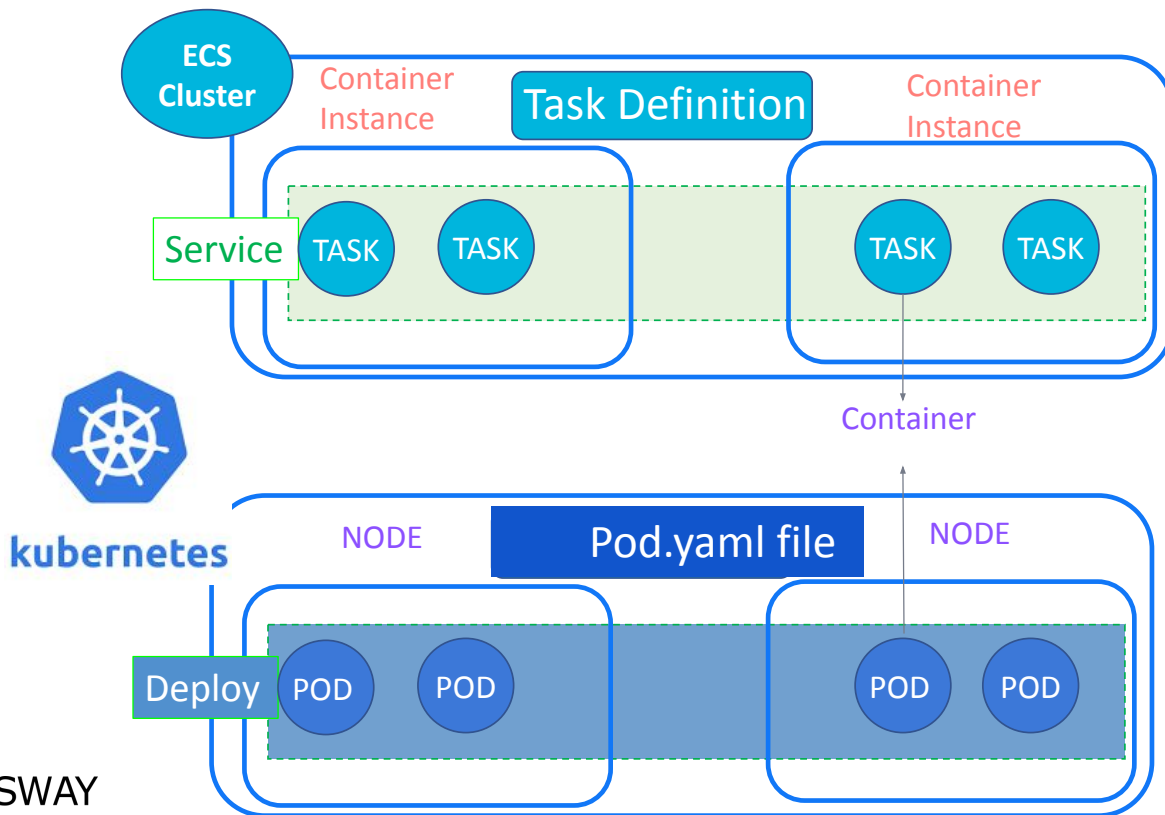 ECS
Cluster
Container
Instance
Task Definition
Container
Instance
Service
TASK
TASK
TASK
TASK
Container
kubernetes
NODE
Pod.yaml file
NODE
Deploy
POD
POD
POD
POD
SWAY